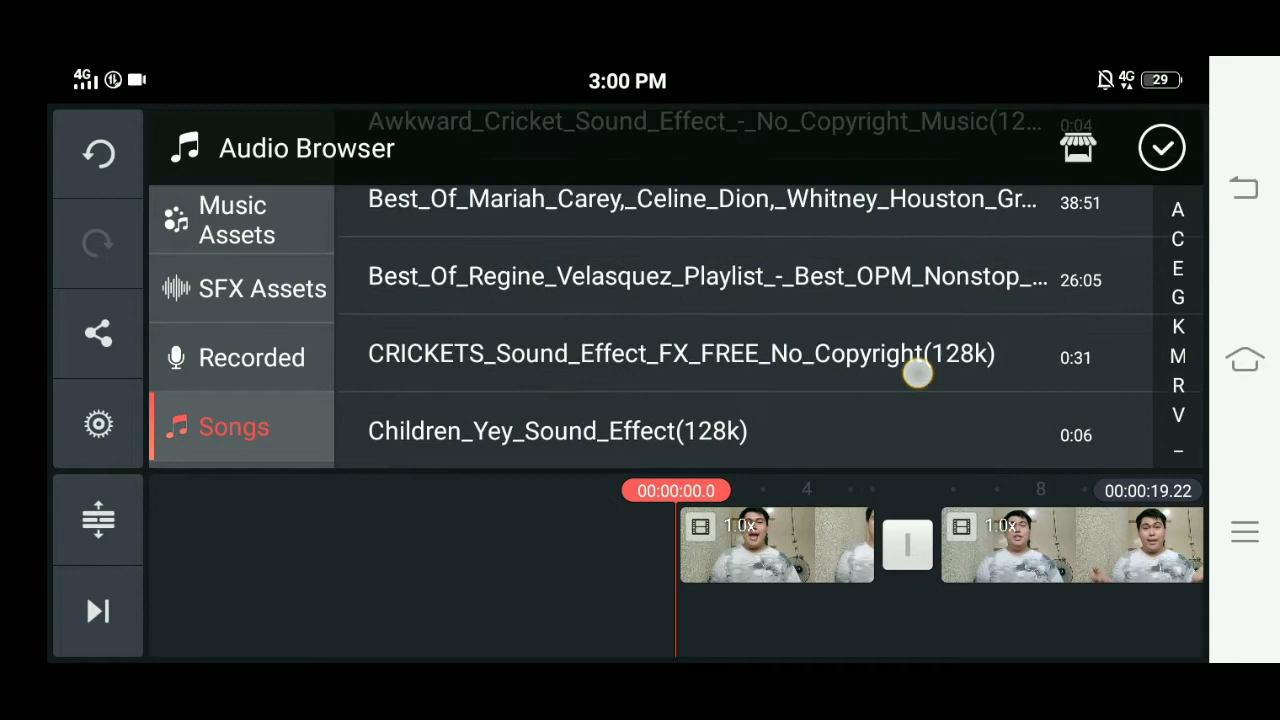 4G 3:00 PM 4G 29
Awkward_Cricket_Sound_Effect_-_No_Copyright_Music(12... 0:04
Audio Browser
Music
Assets
SFX Assets
Recorded
Songs
Best_Of_Mariah_Carey,_Celine_Dion,_Whitney_Houston_Gr... 38:51
Best_Of_Regine_Velasquez_Playlist_-_Best_OPM_Nonstop_... 26:05
CRICKETS_Sound_Effect_FX_FREE_No_Copyright(128k) 0:31
Children_Yey_Sound_Effect(128k) 0:06
A
C
E
G
K
M
R
V
_
00:00:00.0 4 8 00:00:19.22
1.0x 1.0x